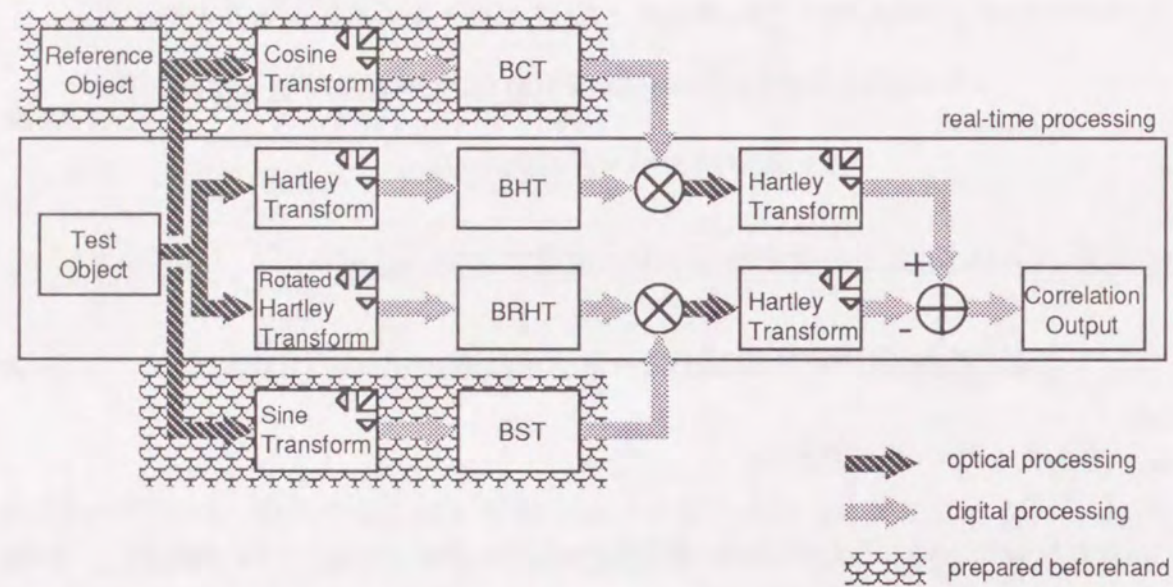 Reference
Object
Cosine
Transform
BCT
real-time processing
Test
Object
Hartley
Transform
BHT
Hartley
Transform
Rotated
Hartley
Transform
BRHT
Hartley
Transform
+
-
Correlation
Output
Sine
Transform
BST
optical processing
digital processing
prepared beforehand